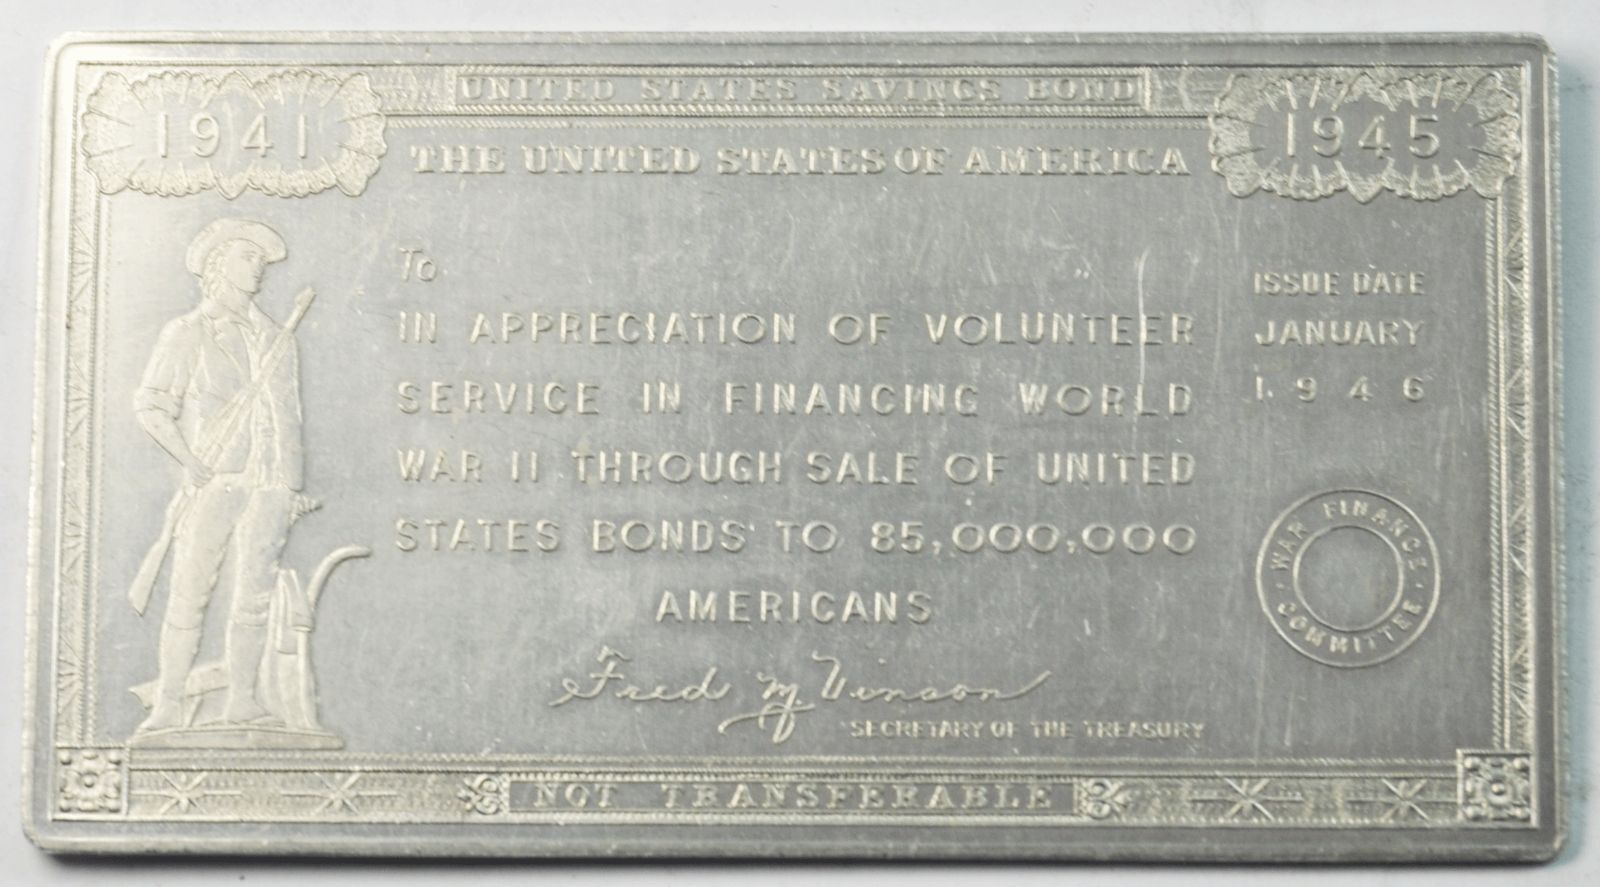 UNITED STATES SAVINGS BOND
1941
1945
THE UNITED STATES OF AMERICA
To
IN APPRECIATION OF VOLUNTEER
SERVICE IN FINANCING WORLD
WAR II THROUGH SALE OF UNITED
STATES BONDS TO 85,000,000
AMERICANS
ISSUE DATE
JANUARY
1946
WAR FINANCE
COMMITTEE
Fred M Vinson
SECRETARY OF THE TREASURY
NOT TRANSFERABLE